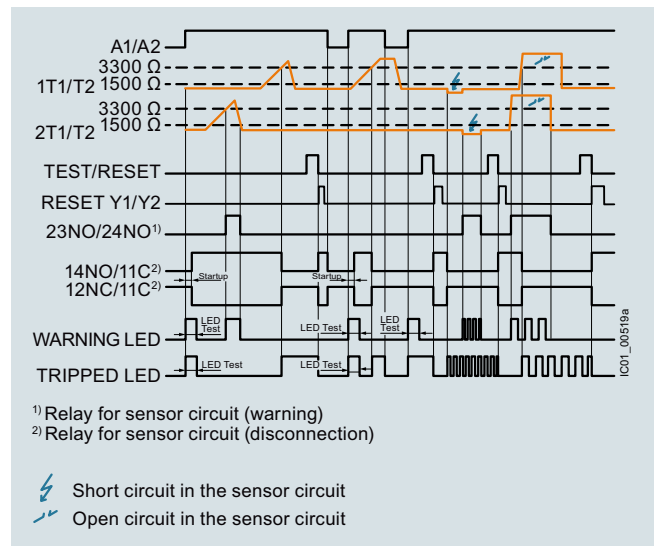 A1/A2
3300 Ω
1T1/T2 1500 Ω
3300 Ω
2T1/T2 1500 Ω
TEST/RESET
RESET Y1/Y2
23NO/24NO1)
14NO/11C2)
Startup Startup
12NC/11C2)
LED Test LED Test LED Test
WARNING LED
LED Test LED Test
TRIPPED LED
IC01_00519a
1) Relay for sensor circuit (warning)
2) Relay for sensor circuit (disconnection)
Short circuit in the sensor circuit
Open circuit in the sensor circuit